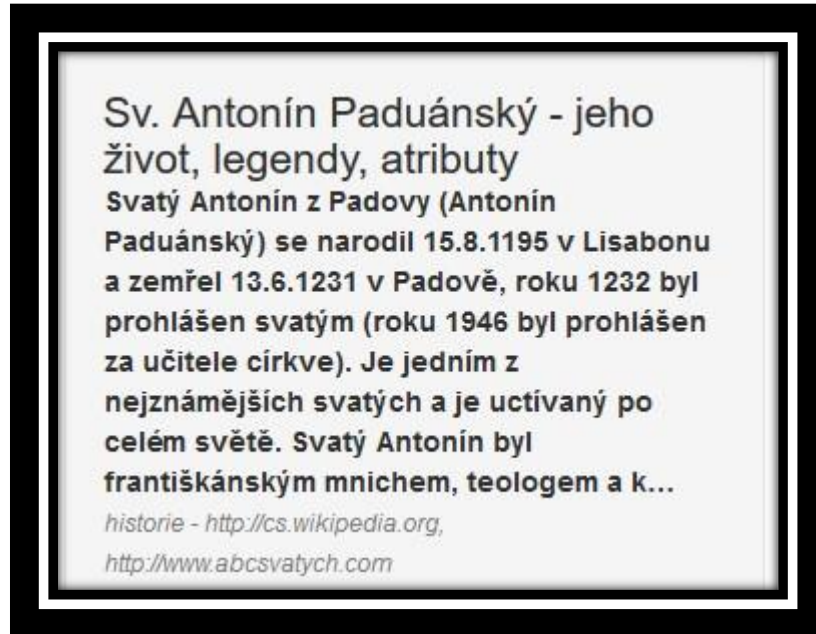 Sv. Antonín Paduánský - jeho
život, legendy, atributy
Svatý Antonín z Padovy (Antonín
Paduánský) se narodil 15.8.1195 v Lisabonu
a zemřel 13.6.1231 v Padově, roku 1232 byl
prohlášen svatým (roku 1946 byl prohlášen
za učitele církve). Je jedním z
nejznámějších svatých a je uctívaný po
celém světě. Svatý Antonín byl
františkánským mnichem, teologem a k...
historie - http://cs.wikipedia.org,
http://www.abcsvatych.com